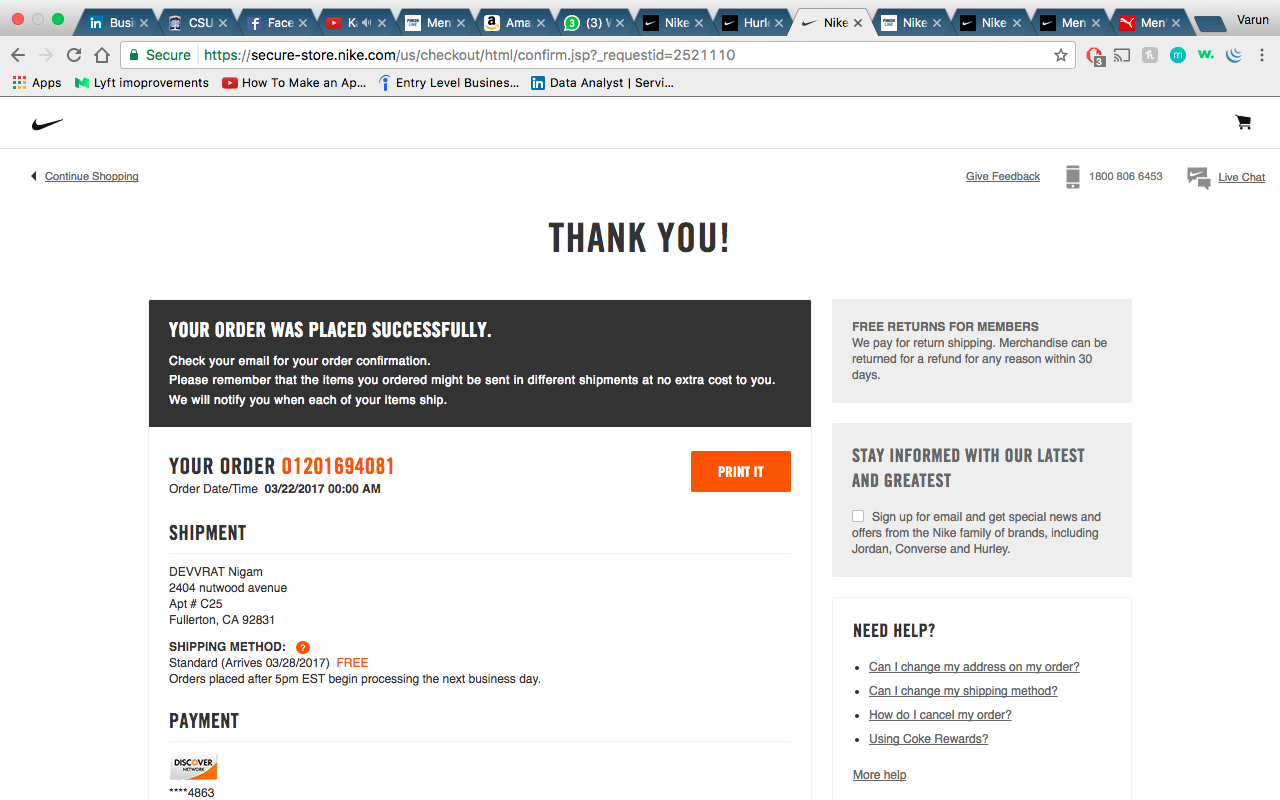 Busi
CSU
Face
K
Men
Ama
(3) W
Nike
Hurl
Nike
Nike
Nike
Men
Men
Varun
Secure
https://secure-store.nike.com/us/checkout/html/confirm.jsp?_requestid=2521110
3
Apps
Lyft imoprovements
How To Make an Ap...
Entry Level Business...
Data Analyst | Servi...
Continue Shopping
Give Feedback
1800 806 6453
Live Chat
THANK YOU!
YOUR ORDER WAS PLACED SUCCESSFULLY.
Check your email for your order confirmation.
Please remember that the items you ordered might be sent in different shipments at no extra cost to you.
We will notify you when each of your items ship.
YOUR ORDER 01201694081
PRINT IT
Order Date/Time 03/22/2017 00:00 AM
SHIPMENT
DEVVRAT Nigam
2404 nutwood avenue
Apt # C25
Fullerton, CA 92831
SHIPPING METHOD: ?
Standard (Arrives 03/28/2017) FREE
Orders placed after 5pm EST begin processing the next business day.
PAYMENT
DISCOVER
NETWORK
****4863
FREE RETURNS FOR MEMBERS
We pay for return shipping. Merchandise can be
returned for a refund for any reason within 30
days.
STAY INFORMED WITH OUR LATEST
AND GREATEST
Sign up for email and get special news and
offers from the Nike family of brands, including
Jordan, Converse and Hurley.
NEED HELP?
Can I change my address on my order?
Can I change my shipping method?
How do I cancel my order?
Using Coke Rewards?
More help